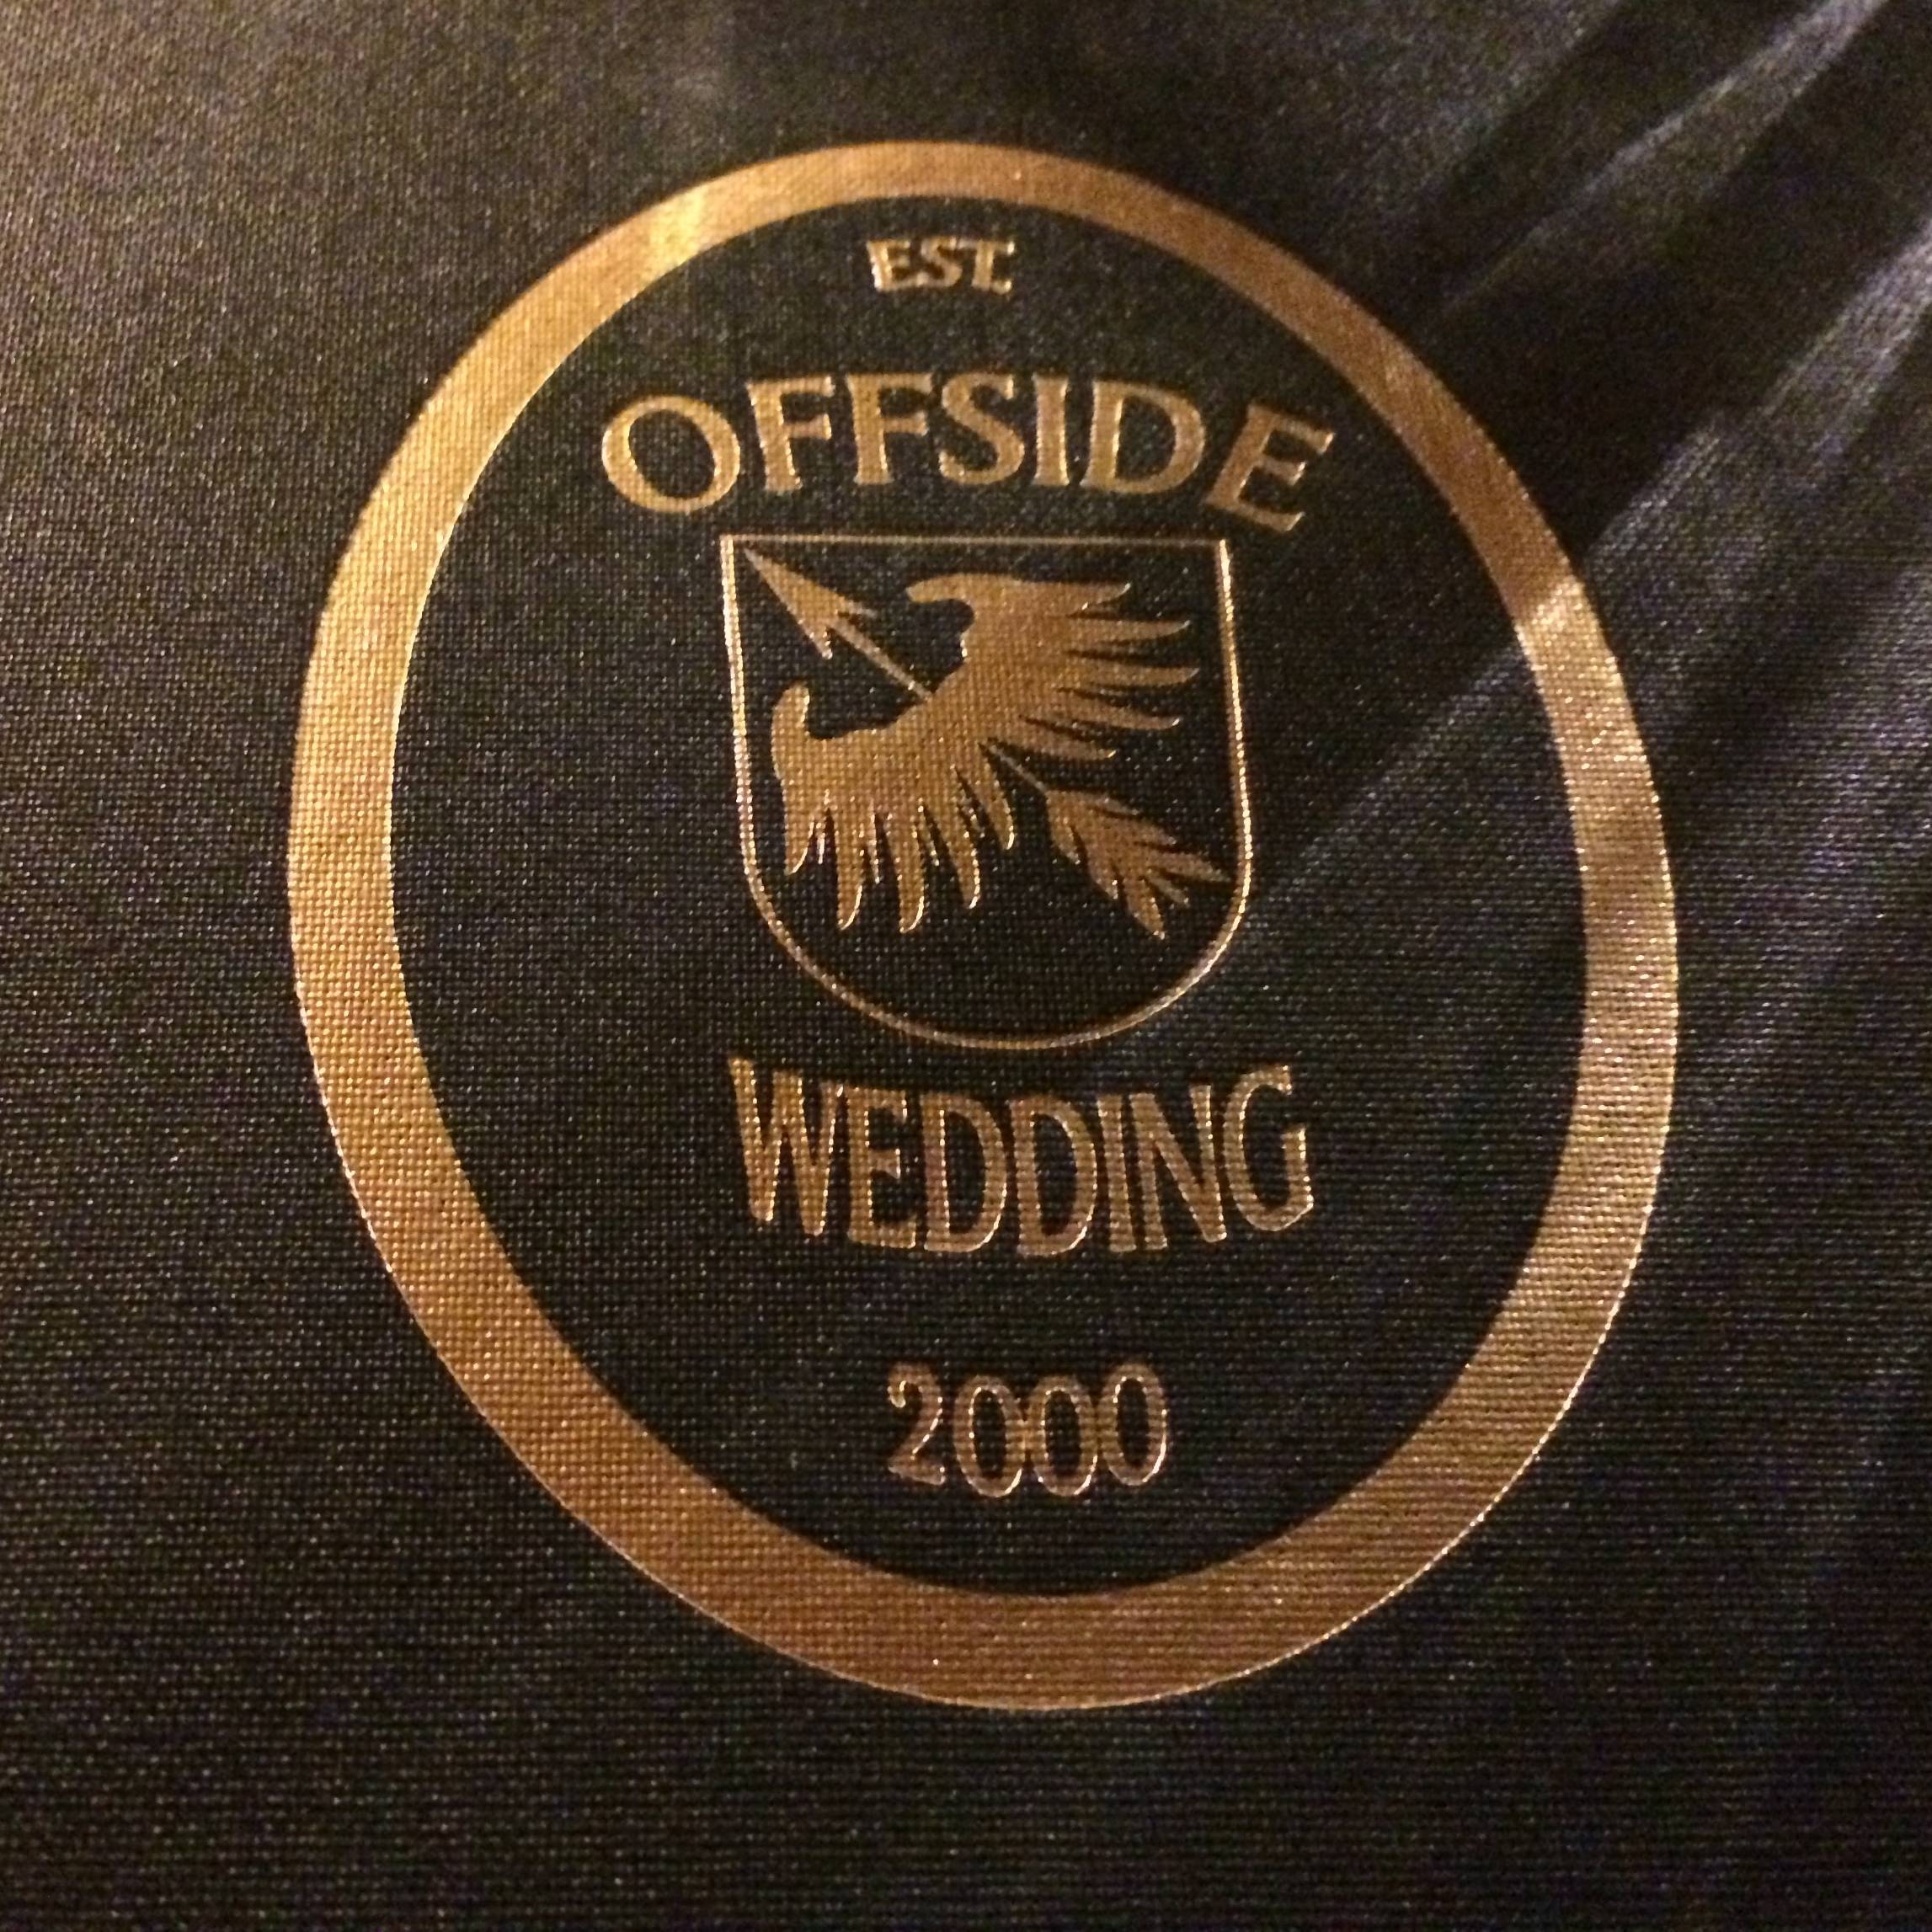 EST.
OFFSIDE
WEDDING
2000